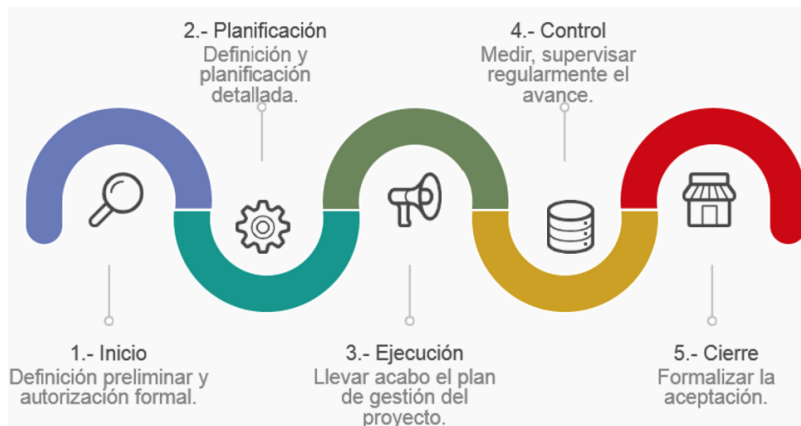 2.- Planificación
Definición y
planificación
detallada.
4.- Control
Medir, supervisar
regularmente el
avance.
1.- Inicio
Definición preliminar y
autorización formal.
3.- Ejecución
Llevar acabo el plan
de gestión del
proyecto.
5.- Cierre
Formalizar la
aceptación.